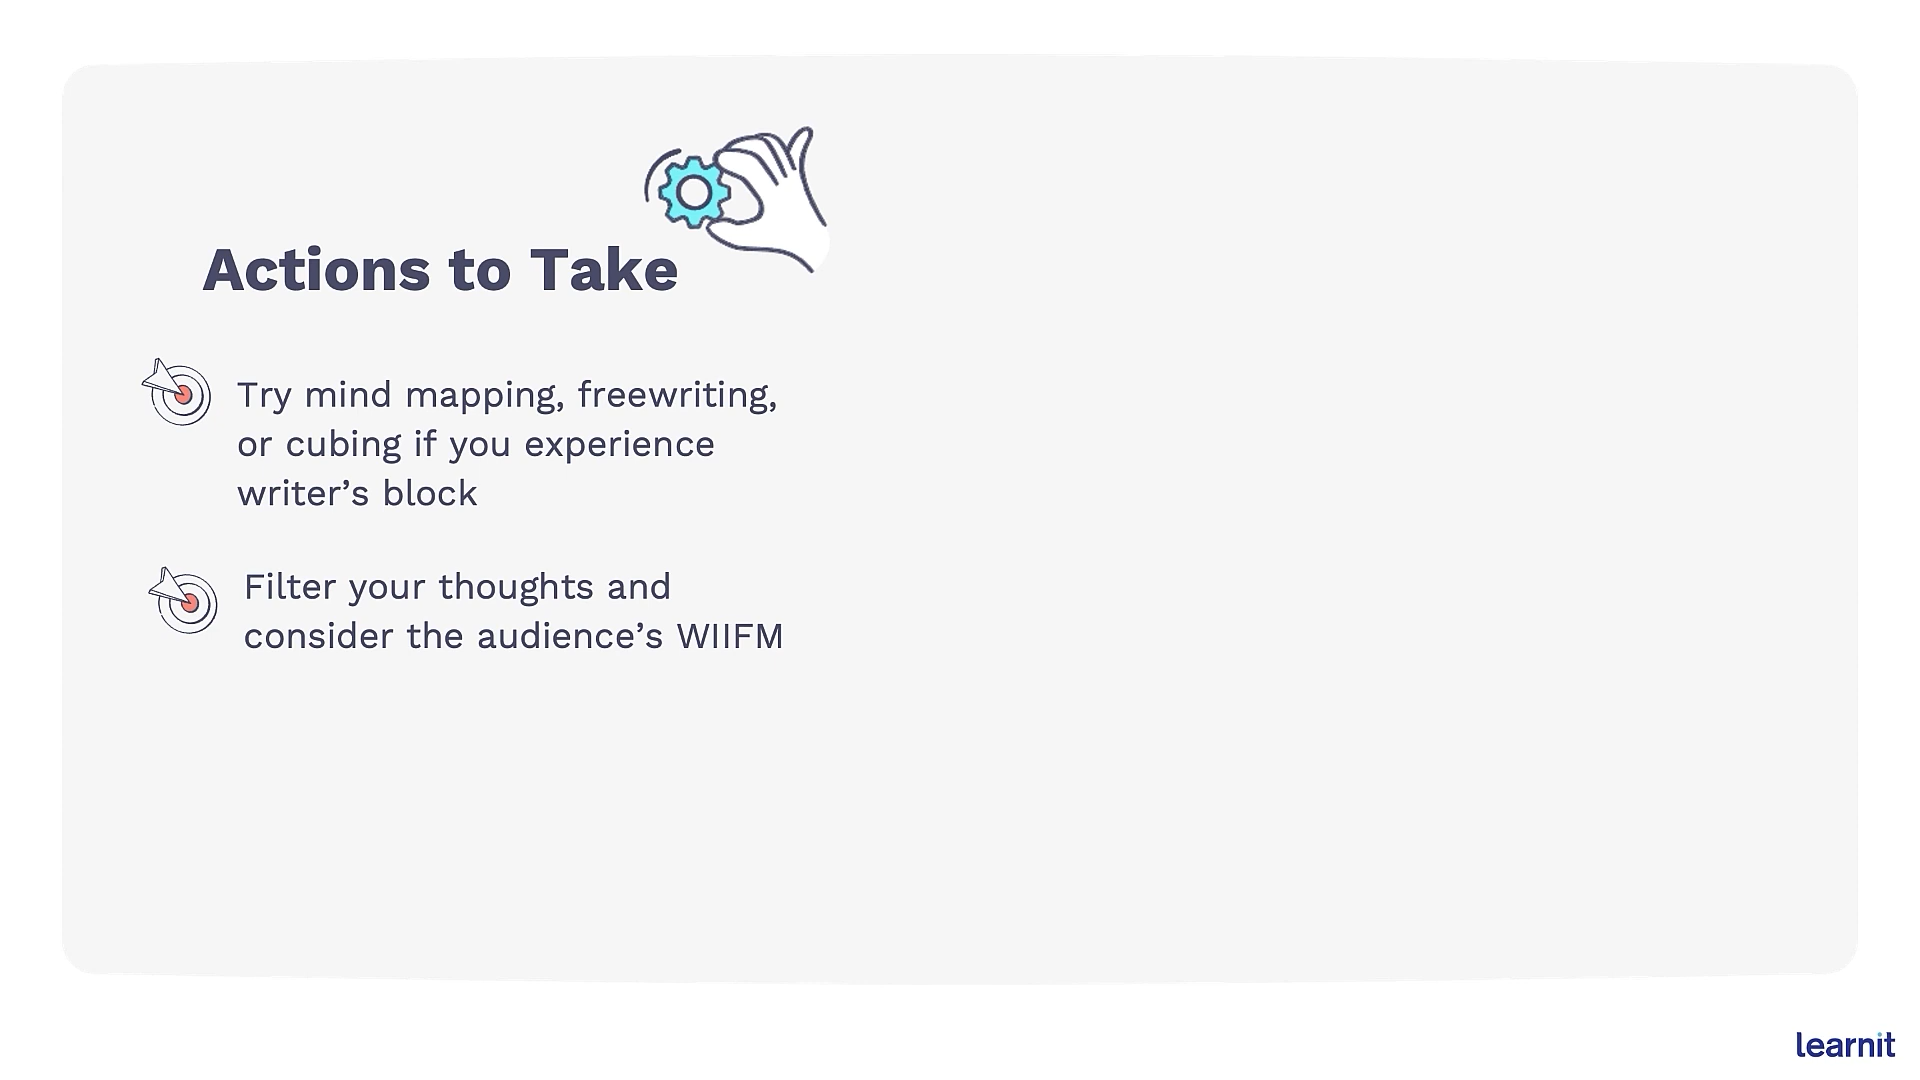 Actions to Take
Try mind mapping, freewriting,
or cubing if you experience
writer’s block
Filter your thoughts and
consider the audience’s WIIFM
learnit